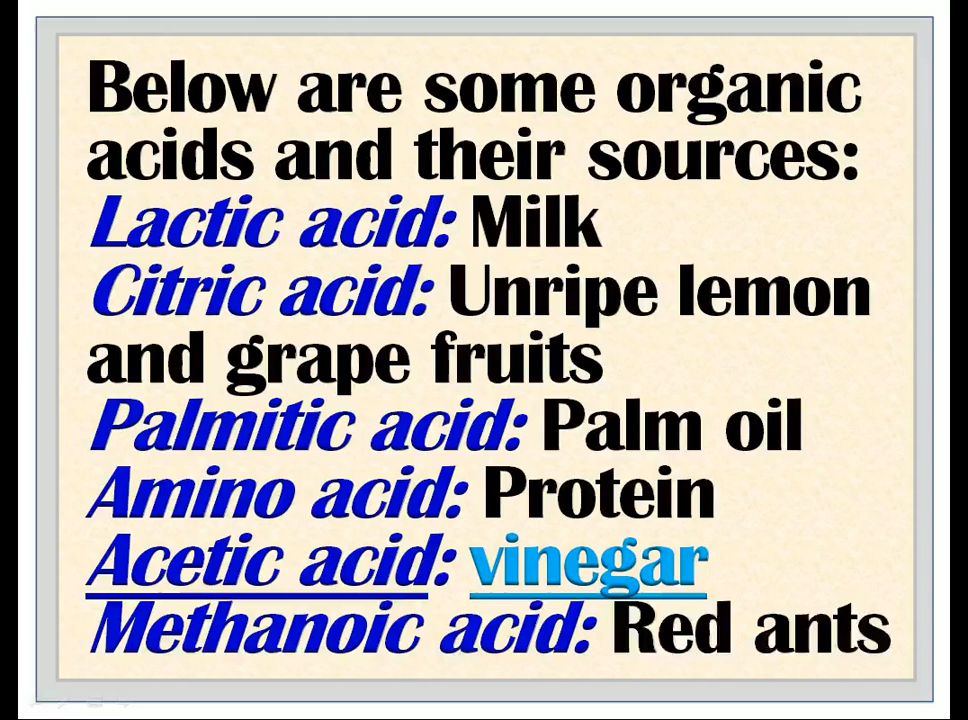 Below are some organic
acids and their sources:
Lactic acid: Milk
Citric acid: Unripe lemon
and grape fruits
Palmitic acid: Palm oil
Amino acid: Protein
Acetic acid: vinegar
Methanoic acid: Red ants